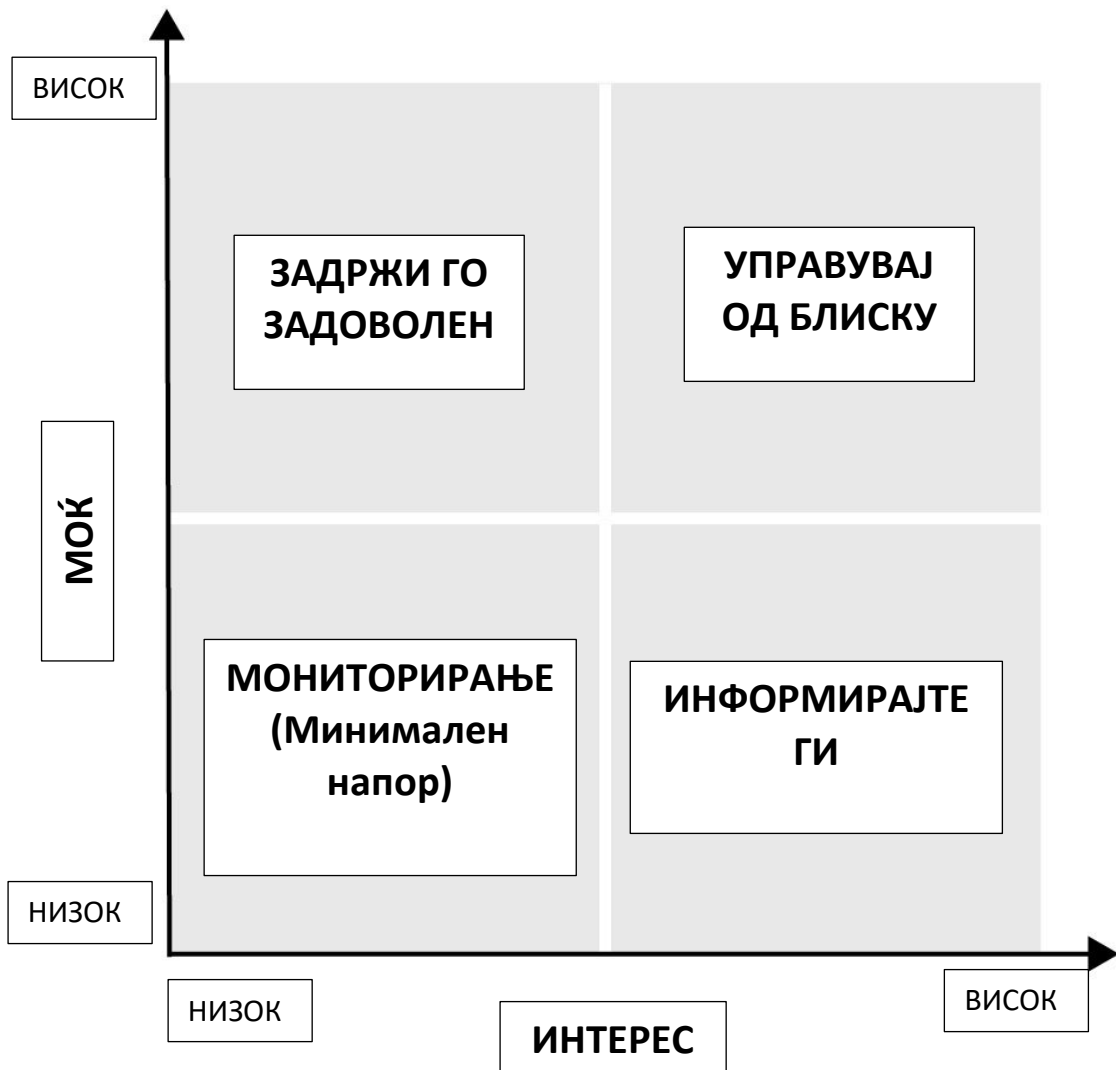 ВИСОК
ЗАДРЖИ ГО
ЗАДОВОЛЕН
УПРАВУВАЈ
ОД БЛИСКУ
МОЌ
МОНИТОРИРАЊЕ
(Минимален
напор)
ИНФОРМИРАЈТЕ
ГИ
НИЗОК
НИЗОК
ВИСОК
ИНТЕРЕС